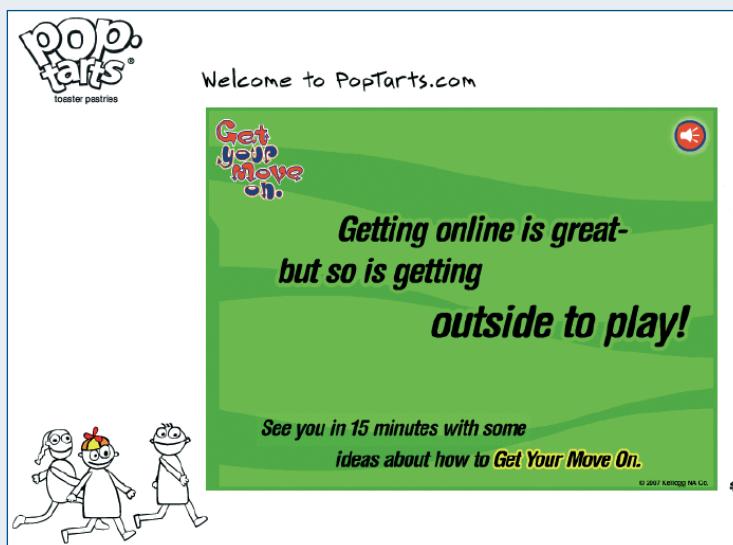 pop.
tarts®
toaster pastries
Welcome to PopTarts.com
Get
your
Move
on.
Getting online is great-
but so is getting
outside to play!
See you in 15 minutes with some
ideas about how to Get Your Move On.
© 2007 Kellogg NA Co.